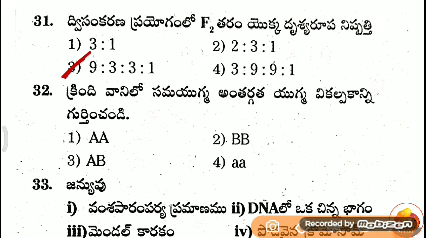 31. ద్విసంకరణ ప్రయోగంలో F₂ తరం యొక్క దృశ్యరూప నిష్పత్తి
1) 3 : 1 2) 2 : 3 : 1
3) 9 : 3 : 3 : 1 4) 3 : 9 : 9 : 1
32. క్రింది వానిలో సమయుగ్మ అంతర్గత యుగ్మ వికల్పకాన్ని
గుర్తించండి.
1) AA 2) BB
3) AB 4) aa
33. జన్యువు
i) వంశపారంపర్య ప్రమాణము ii) DNAలో ఒక చిన్న భాగం
iii) మెండల్ కారకం iv)
Recorded by Mobizen